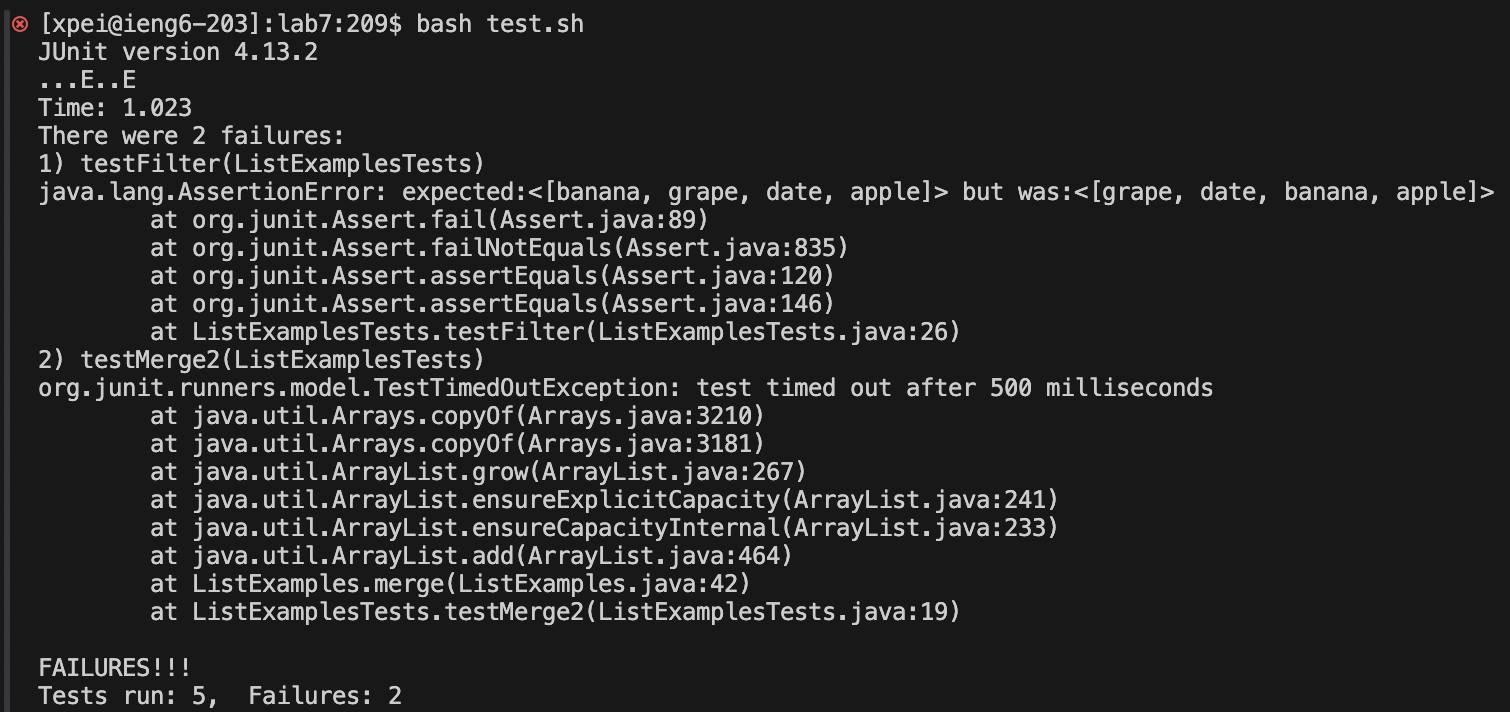 [xpei@ieng6-203]:lab7:209$ bash test.sh
JUnit version 4.13.2
...E..E
Time: 1.023
There were 2 failures:
1) testFilter(ListExamplesTests)
java.lang.AssertionError: expected:<[banana, grape, date, apple]> but was:<[grape, date, banana, apple]>
        at org.junit.Assert.fail(Assert.java:89)
        at org.junit.Assert.failNotEquals(Assert.java:835)
        at org.junit.Assert.assertEquals(Assert.java:120)
        at org.junit.Assert.assertEquals(Assert.java:146)
        at ListExamplesTests.testFilter(ListExamplesTests.java:26)
2) testMerge2(ListExamplesTests)
org.junit.runners.model.TestTimedOutException: test timed out after 500 milliseconds
        at java.util.Arrays.copyOf(Arrays.java:3210)
        at java.util.Arrays.copyOf(Arrays.java:3181)
        at java.util.ArrayList.grow(ArrayList.java:267)
        at java.util.ArrayList.ensureExplicitCapacity(ArrayList.java:241)
        at java.util.ArrayList.ensureCapacityInternal(ArrayList.java:233)
        at java.util.ArrayList.add(ArrayList.java:464)
        at ListExamples.merge(ListExamples.java:42)
        at ListExamplesTests.testMerge2(ListExamplesTests.java:19)

FAILURES!!!
Tests run: 5,  Failures: 2